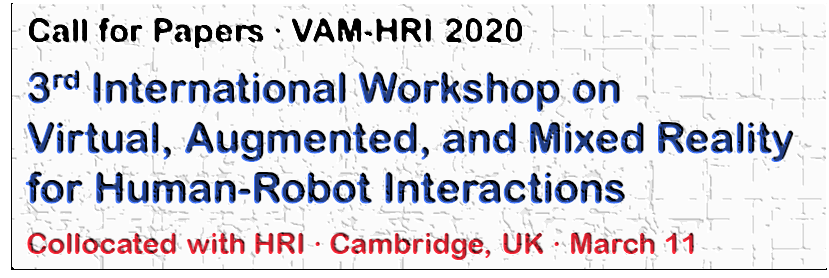 Call for Papers · VAM-HRI 2020
3rd International Workshop on
Virtual, Augmented, and Mixed Reality
for Human-Robot Interactions
Collocated with HRI · Cambridge, UK · March 11